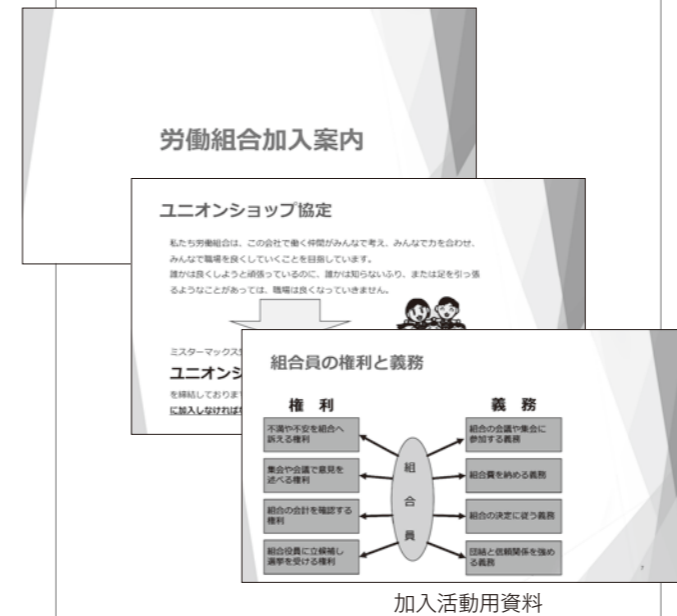 労働組合加入案内
ユニオンショップ協定
私たち労働組合は、この会社で働く仲間がみんなで考え、みんなで力を合わせ、
みんなで職場を良くしていくことを目指しています。
誰かは良くしようと頑張っているのに、誰かは知らないふり、または足を引っ張
るようなことがあっては、職場は良くなっていきません。
ミスターマックス
ユニオンシ
を締結しておりま
に加入しなければ
組合員の権利と義務
権 利
義 務
不満や不安を組合へ
訴える権利
組合の会議や集会に
参加する義務
集会や会議で意見を
述べる権利
組合費を納める義務
組合の会計を確認する
権利
組合の決定に従う義務
組合役員に立候補し
選挙を受ける権利
団結と信頼関係を強め
る義務
組
合
員
7
加入活動用資料